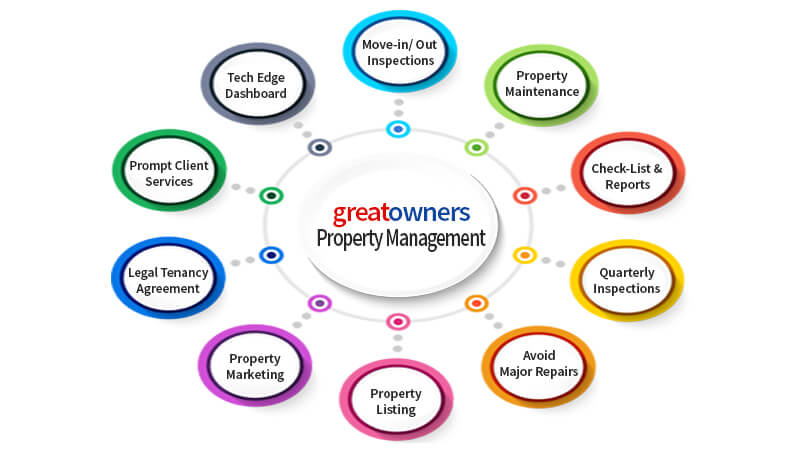 Move-in/ Out
Inspections
Property
Maintenance
Check-List &
Reports
Quarterly
Inspections
Avoid
Major Repairs
Property
Listing
Property
Marketing
Legal Tenancy
Agreement
Prompt Client
Services
Tech Edge
Dashboard
greatowners
Property Management